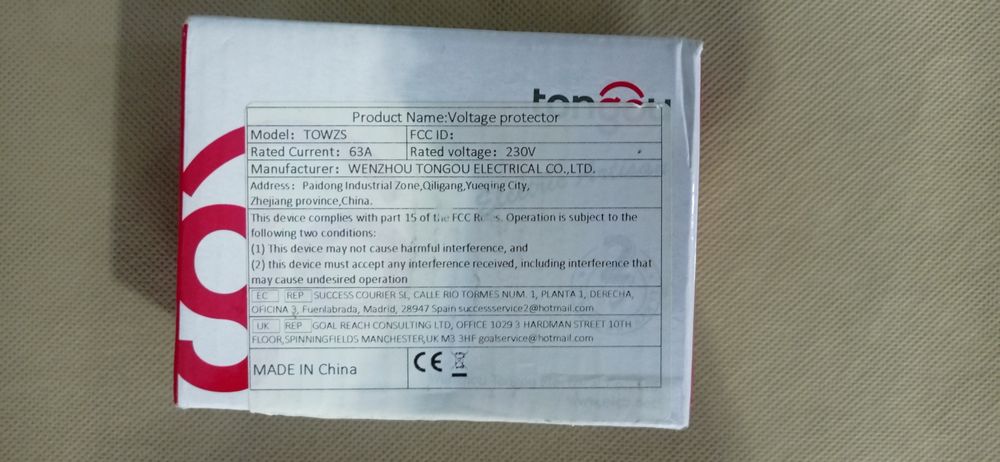 tongou
Product Name:Voltage protector
Model: TOWZS
FCC ID:
Rated Current: 63A
Rated voltage: 230V
Manufacturer: WENZHOU TONGOU ELECTRICAL CO.,LTD.
Address: Paidong Industrial Zone,Qiligang,Yueqing City,
Zhejiang province,China.
This device complies with part 15 of the FCC Operation is subject to the
following two conditions:
(1) This device may not cause harmful interference, and
(2) this device must accept any interference received, including interference that
may cause undesired operation
EC REP SUCCESS COURIER SL, CALLE RIO TORMES NUM. 1, PLANTA 1, DERECHA,
OFICINA 3, Fuenlabrada, Madrid, 28947 Spain successservice2@hotmail.com
UK REP GOAL REACH CONSULTING LTD, OFFICE 1029 3 HARDMAN STREET 10TH
FLOOR,SPINNINGFIELDS MANCHESTER,UK M3 3HF goalservice@hotmail.com
MADE IN China
CE